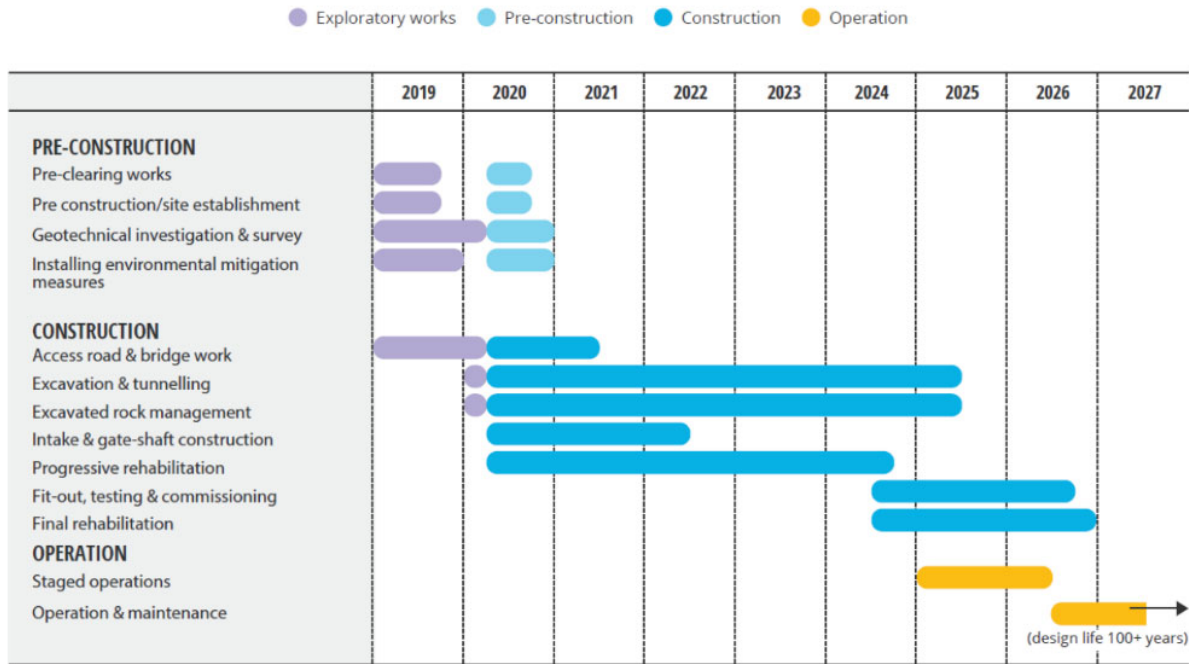 Exploratory works Pre-construction Construction Operation
2019 2020 2021 2022 2023 2024 2025 2026 2027
PRE-CONSTRUCTION
Pre-clearing works
Pre construction/site establishment
Geotechnical investigation & survey
Installing environmental mitigation
measures
CONSTRUCTION
Access road & bridge work
Excavation & tunnelling
Excavated rock management
Intake & gate-shaft construction
Progressive rehabilitation
Fit-out, testing & commissioning
Final rehabilitation
OPERATION
Staged operations
Operation & maintenance
(design life 100+ years)